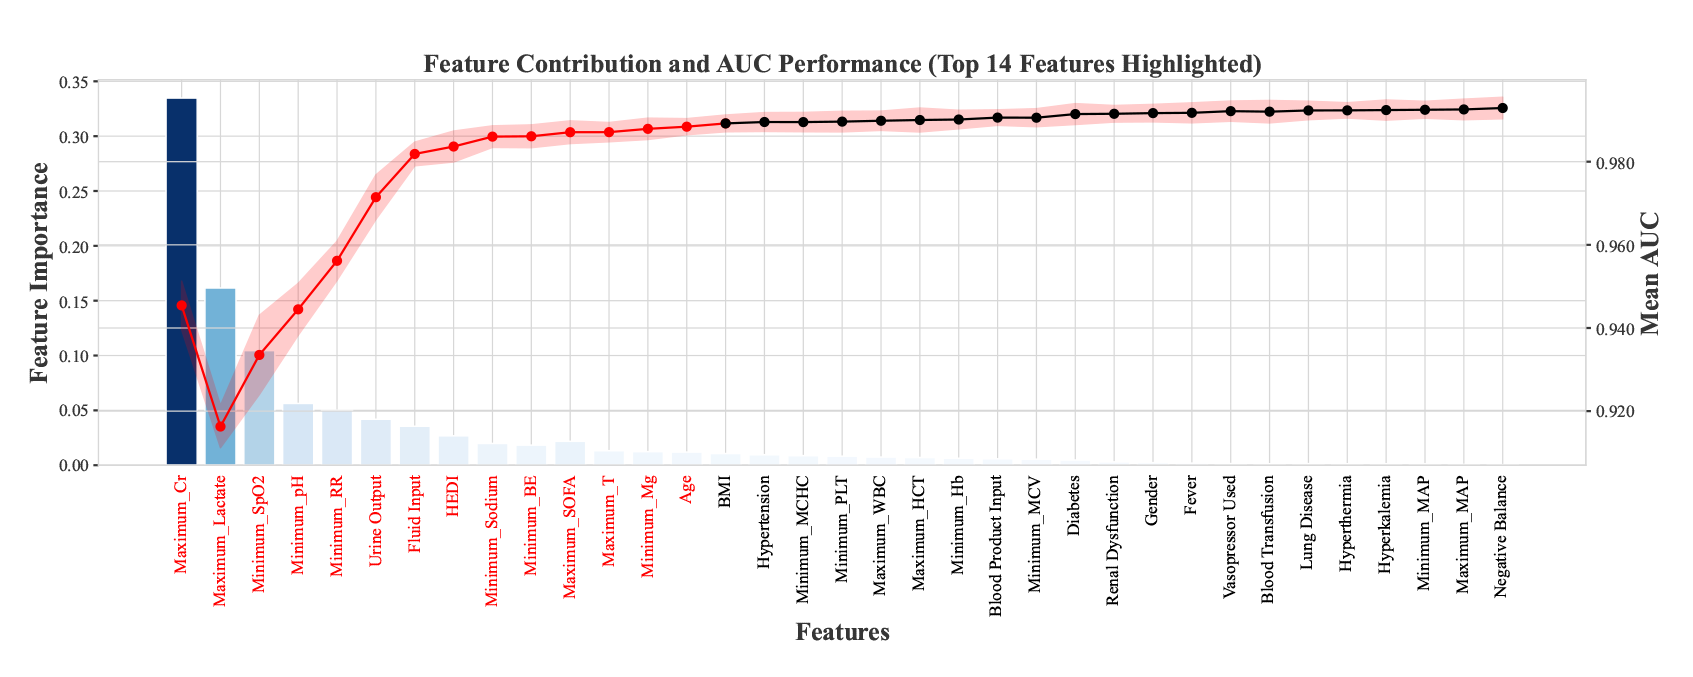 Feature Contribution and AUC Performance (Top 14 Features Highlighted)
Feature Importance
0.35
0.30
0.25
0.20
0.15
0.10
0.05
0.00
0.980
0.960
0.940
0.920
Mean AUC
Maximum_Cr
Maximum_Lactate
Minimum_SpO2
Minimum_pH
Minimum_RR
Urine Output
Fluid Input
HEDI
Minimum_Sodium
Minimum_BE
Maximum_SOFA
Maximum_T
Minimum_Mg
Age
BMI
Hypertension
Minimum_MCHC
Minimum_PLT
Maximum_WBC
Maximum_HCT
Minimum_Hb
Blood Product Input
Minimum_MCV
Diabetes
Renal Dysfunction
Gender
Fever
Vasopressor Used
Blood Transfusion
Lung Disease
Hyperthermia
Hyperkalemia
Minimum_MAP
Maximum_MAP
Negative Balance
Features